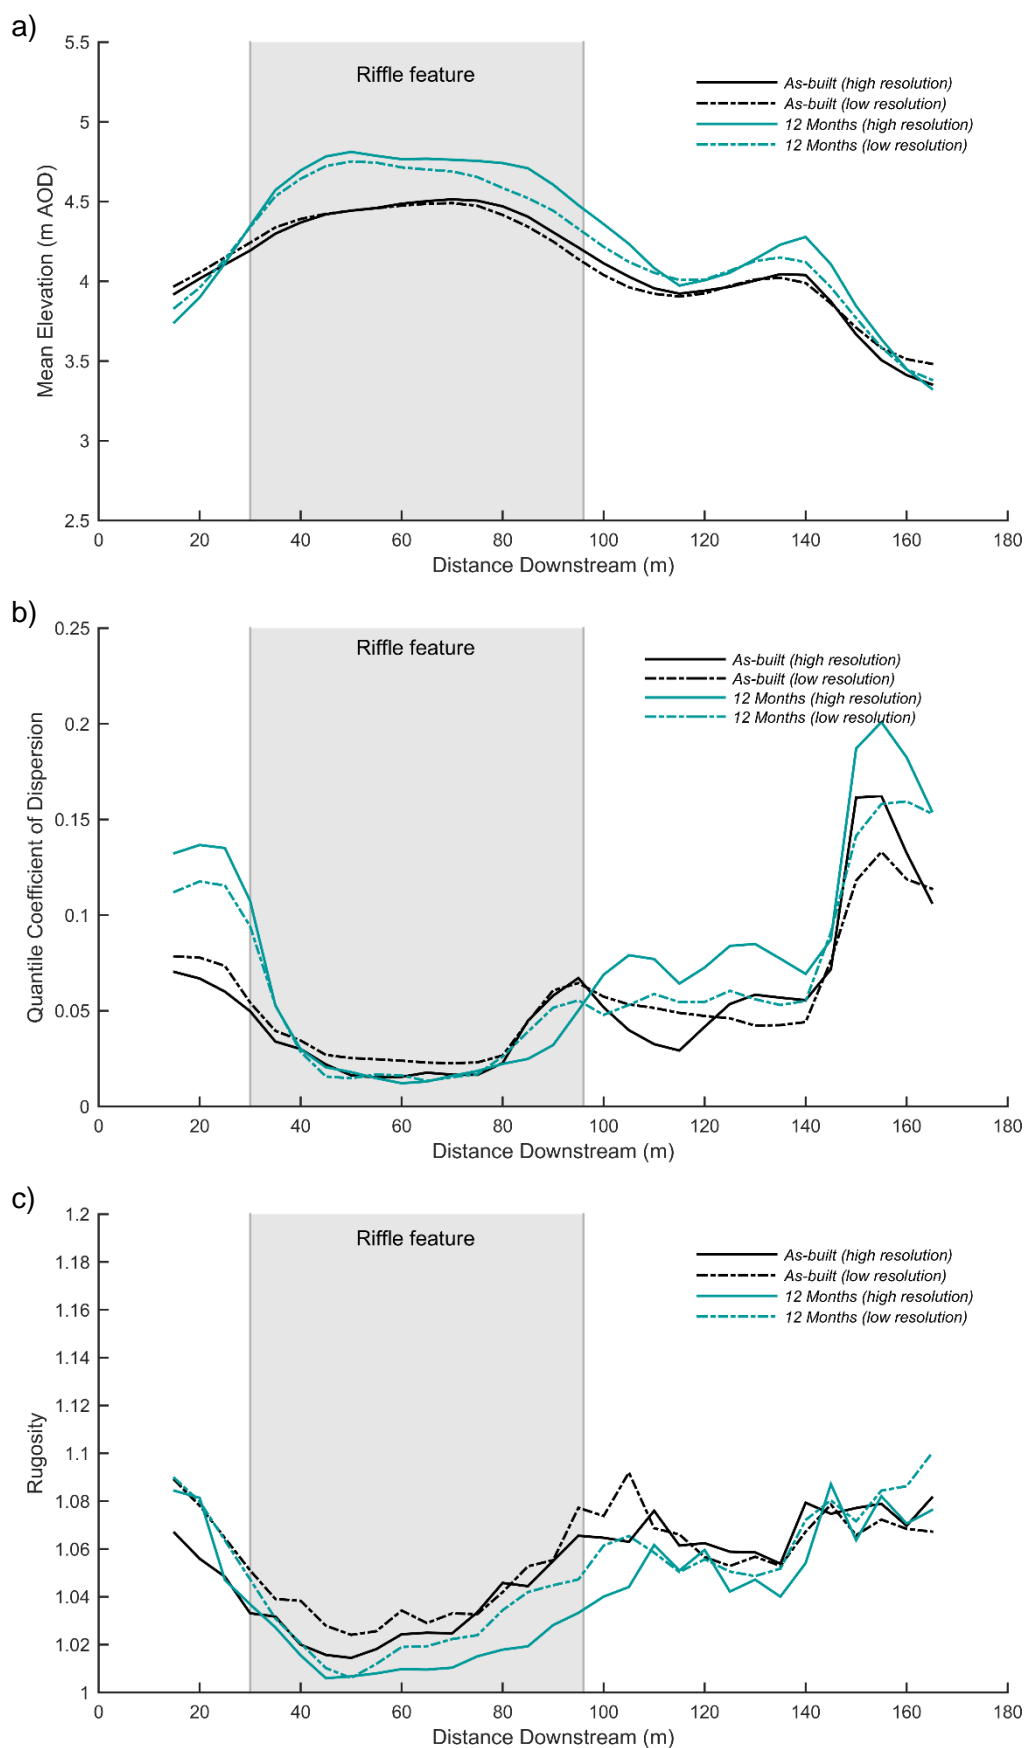 a)
5.5
5
4.5
4
3.5
3
2.5
Mean Elevation (m AOD)
Riffle feature
As-built (high resolution)
As-built (low resolution)
12 Months (high resolution)
12 Months (low resolution)
0 20 40 60 80 100 120 140 160 180
Distance Downstream (m)
b)
0.25
0.2
0.15
0.1
0.05
0
Quantile Coefficient of Dispersion
Riffle feature
As-built (high resolution)
As-built (low resolution)
12 Months (high resolution)
12 Months (low resolution)
0 20 40 60 80 100 120 140 160 180
Distance Downstream (m)
c)
1.2
1.18
1.16
1.14
1.12
1.1
1.08
1.06
1.04
1.02
1
Rugosity
Riffle feature
As-built (high resolution)
As-built (low resolution)
12 Months (high resolution)
12 Months (low resolution)
0 20 40 60 80 100 120 140 160 180
Distance Downstream (m)